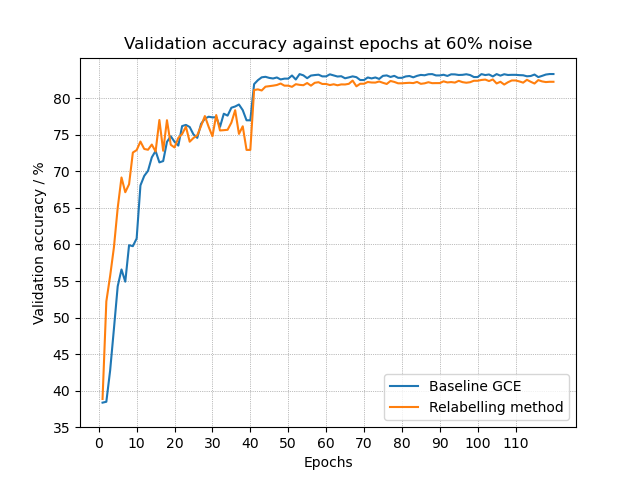 Validation accuracy against epochs at 60% noise
Validation accuracy / %
80
75
70
65
60
55
50
45
40
35
0 10 20 30 40 50 60 70 80 90 100 110
Epochs
Baseline GCE
Relabelling method